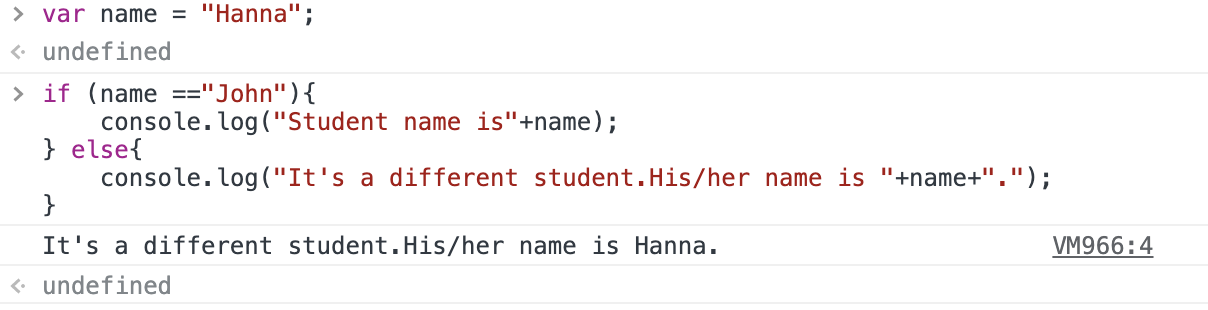 > var name = "Hanna";
<· undefined
> if (name =="John"){
    console.log("Student name is"+name);
} else{
    console.log("It's a different student.His/her name is "+name+".");
}
It's a different student.His/her name is Hanna. VM966:4
<· undefined